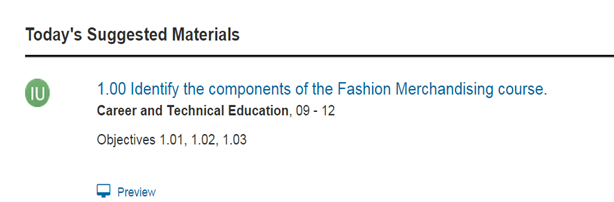 Today's Suggested Materials
IU
1.00 Identify the components of the Fashion Merchandising course.
Career and Technical Education, 09 - 12
Objectives 1.01, 1.02, 1.03
Preview